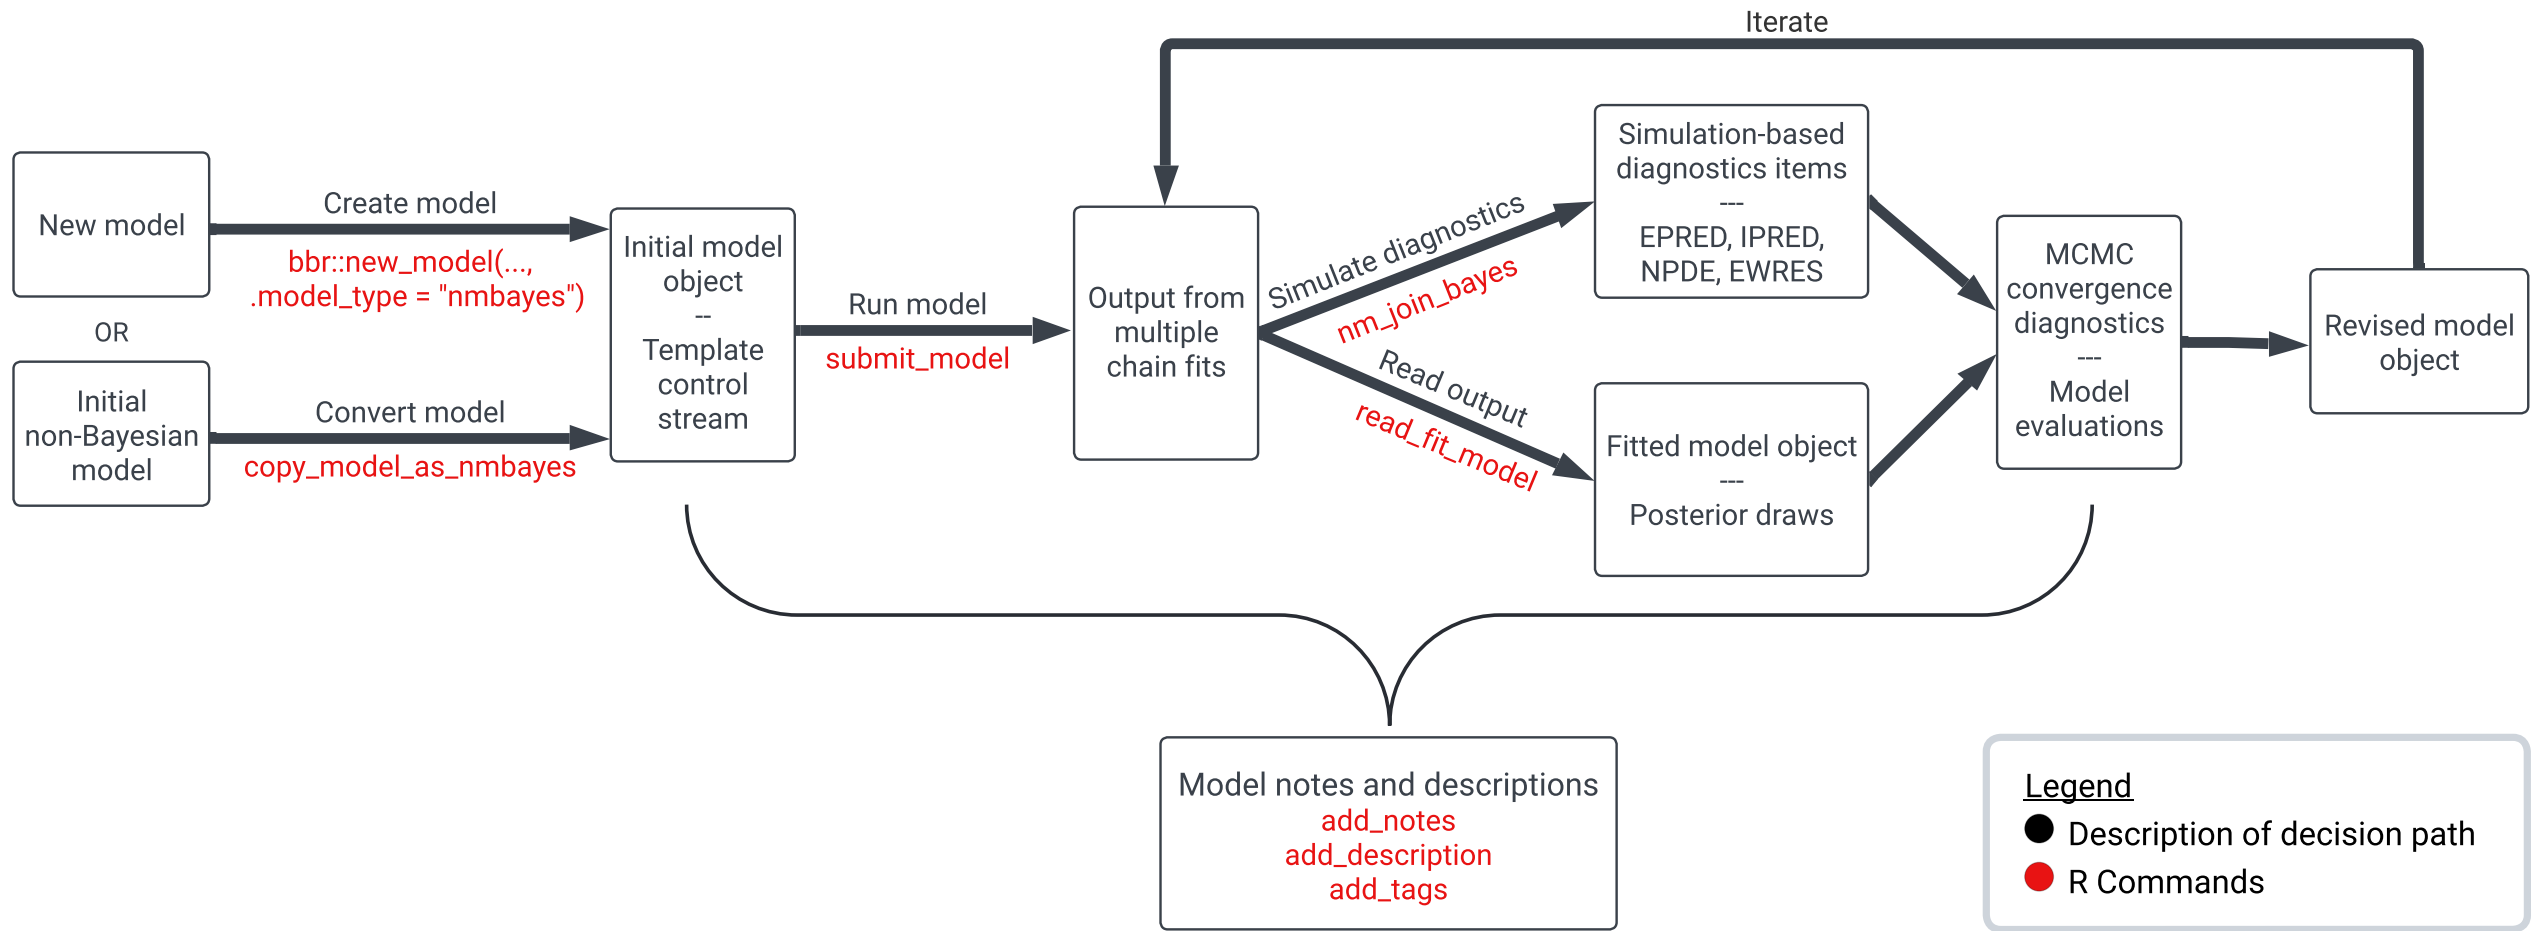 Iterate
New model
Create model
bbr::new_model(...,
.model_type = "nmbayes")
OR
Initial
non-Bayesian
model
Convert model
copy_model_as_nmbayes
Initial model
object
--
Template
control
stream
Run model
submit_model
Output from
multiple
chain fits
Simulate diagnostics
nm_join_bayes
Read output
read_fit_model
Simulation-based
diagnostics items
---
EPRED, IPRED,
NPDE, EWRES
Fitted model object
---
Posterior draws
MCMC
convergence
diagnostics
---
Model
evaluations
Revised model
object
Model notes and descriptions
add_notes
add_description
add_tags
Legend
Description of decision path
R Commands